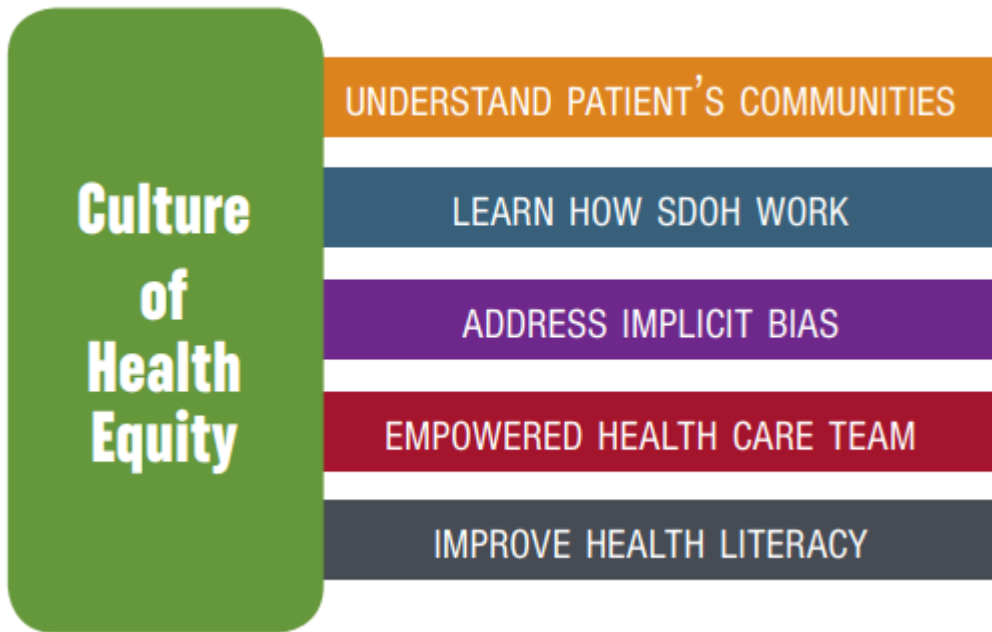 Culture
of
Health
Equity
UNDERSTAND PATIENT'S COMMUNITIES
LEARN HOW SDOH WORK
ADDRESS IMPLICIT BIAS
EMPOWERED HEALTH CARE TEAM
IMPROVE HEALTH LITERACY